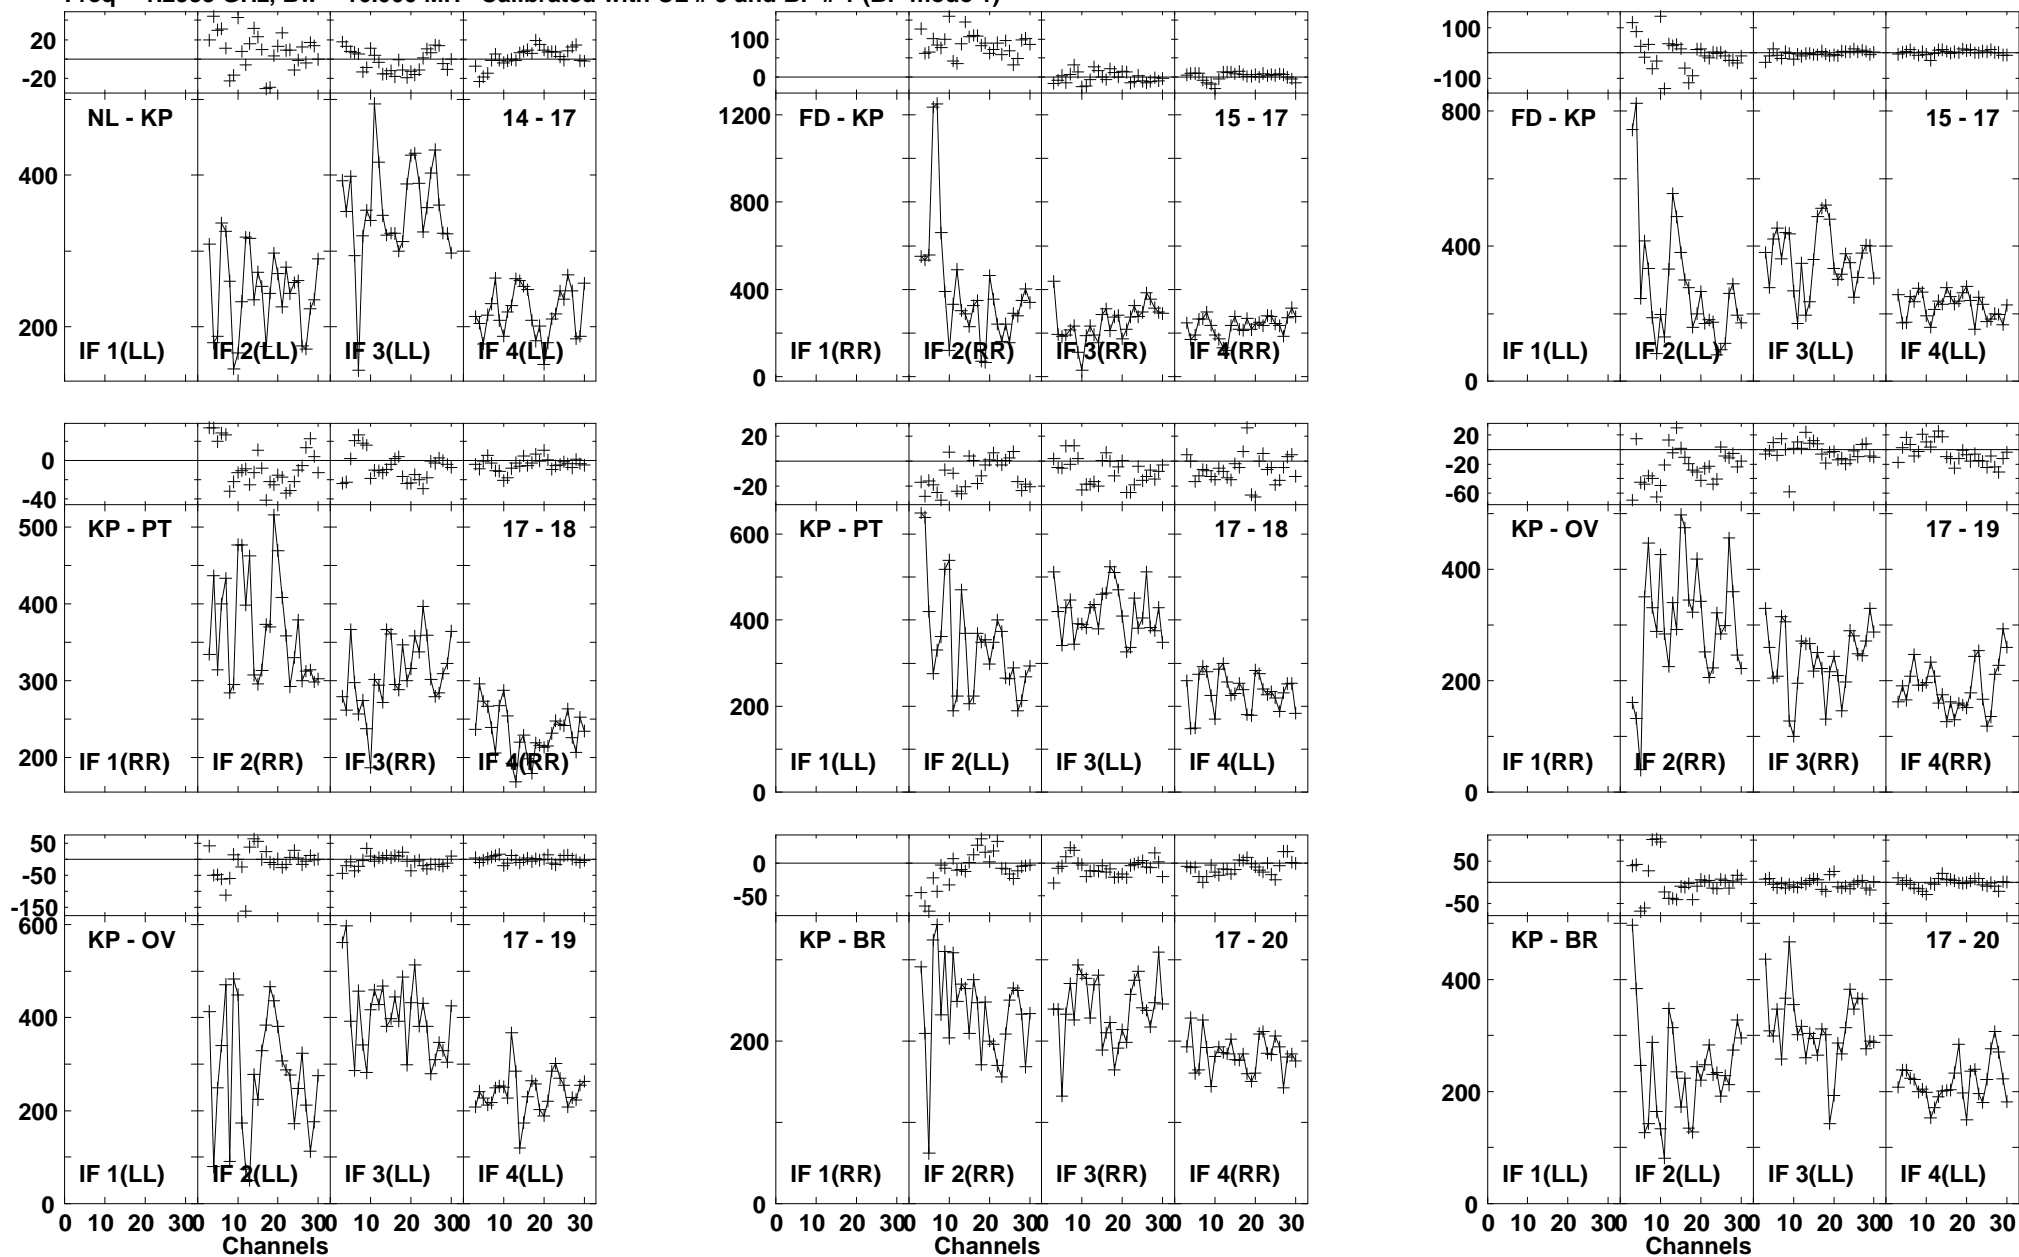 20 100 100
-20 0 -100
NL - KP 14 - 17 FD - KP 15 - 17 FD - KP 15 - 17
1200 800
400 800 400
200 400
IF 1(LL) IF 2(LL) IF 3(LL) IF 4(LL) IF 1(RR) IF 2(RR) IF 3(RR) IF 4(RR) IF 1(LL) IF 2(LL) IF 3(LL) IF 4(LL)
0 0
0 20 20
-40 -20 -20
-60
KP - PT 17 - 18 KP - PT 17 - 18 KP - OV 17 - 19
500 600 400
400 400
300 200 200
200
IF 1(RR) IF 2(RR) IF 3(RR) IF 4(RR) IF 1(LL) IF 2(LL) IF 3(LL) IF 4(LL) IF 1(RR) IF 2(RR) IF 3(RR) IF 4(RR)
0 0
50 0 50
-50 -50 -50
-150
KP - OV 17 - 19 KP - BR 17 - 20 KP - BR 17 - 20
600 400
400 200 200
200
IF 1(LL) IF 2(LL) IF 3(LL) IF 4(LL) IF 1(RR) IF 2(RR) IF 3(RR) IF 4(RR) IF 1(LL) IF 2(LL) IF 3(LL) IF 4(LL)
0 0 0
0 10 20 30 0 10 20 30 0 10 20 30 0 10 20 30 0 10 20 30 0 10 20 30 0 10 20 30 0 10 20 30 0 10 20 30 0 10 20 30 0 10 20 30 0 10 20 30
Channels Channels